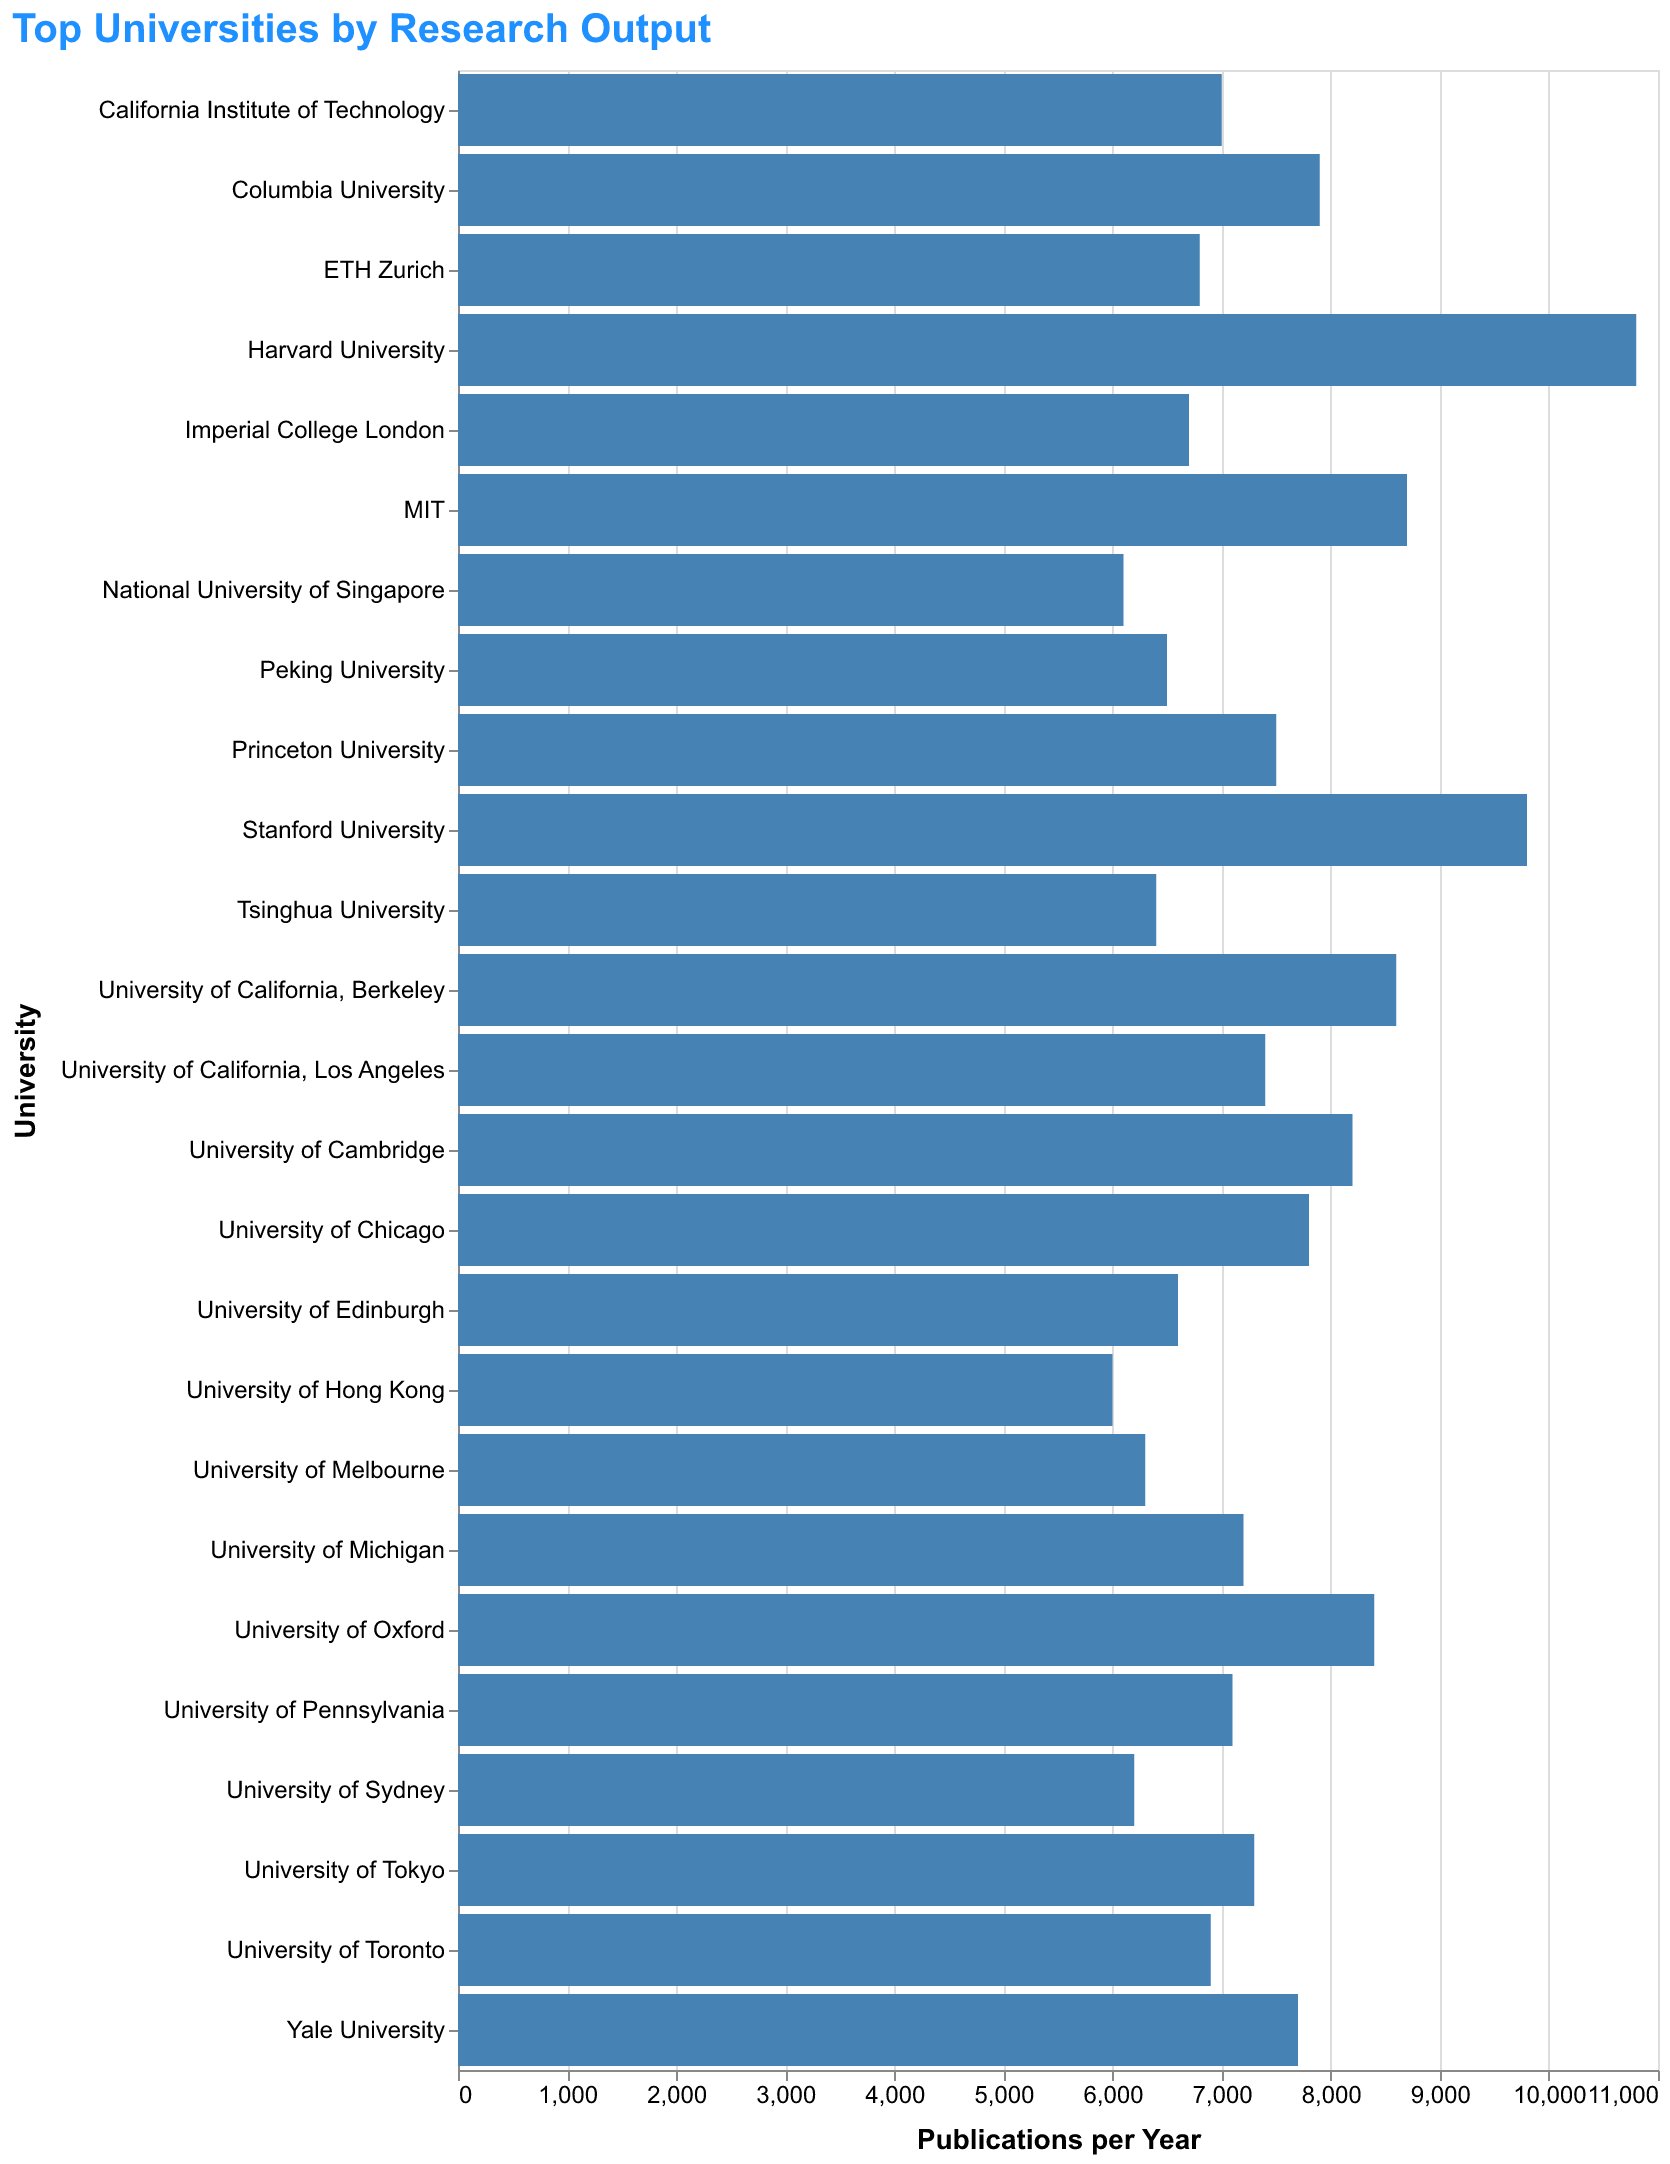 Top Universities by Research Output
California Institute of Technology
Columbia University
ETH Zurich
Harvard University
Imperial College London
MIT
National University of Singapore
Peking University
Princeton University
Stanford University
Tsinghua University
University of California, Berkeley
University of California, Los Angeles
University of Cambridge
University of Chicago
University of Edinburgh
University of Hong Kong
University of Melbourne
University of Michigan
University of Oxford
University of Pennsylvania
University of Sydney
University of Tokyo
University of Toronto
Yale University
University
0 1,000 2,000 3,000 4,000 5,000 6,000 7,000 8,000 9,000 10,000 11,000
Publications per Year